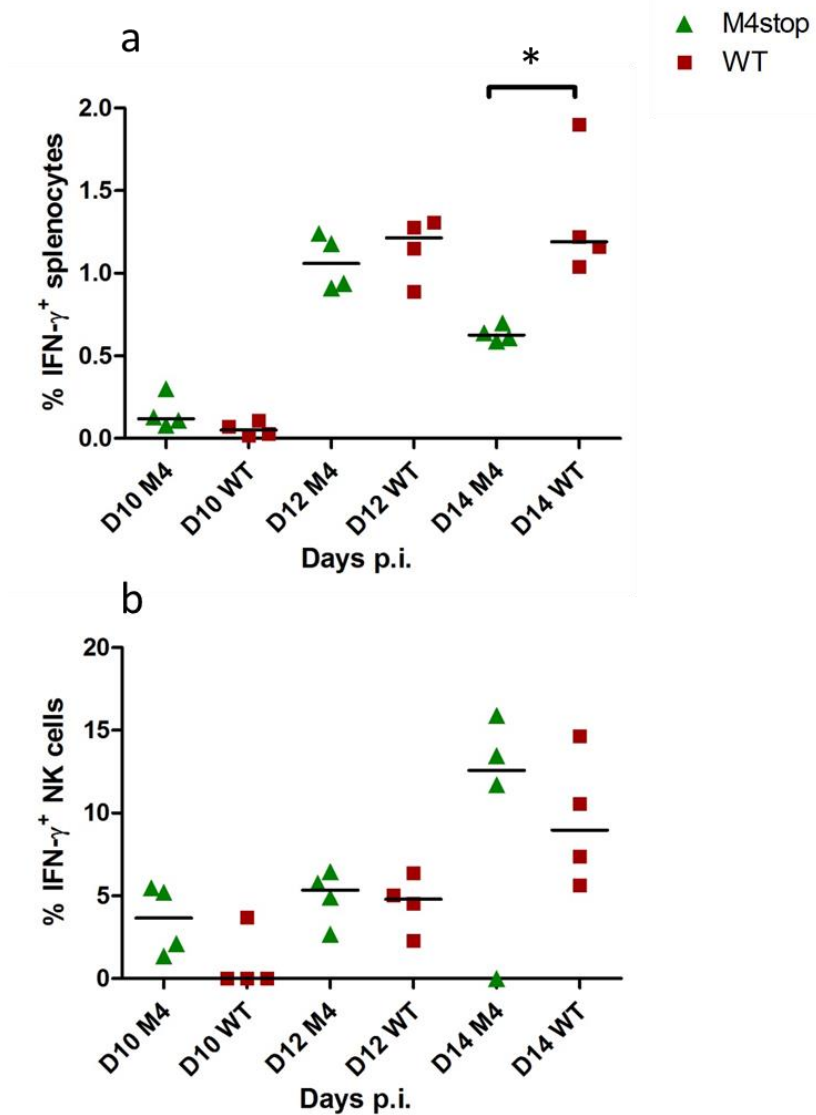 a
M4stop
WT
*
2.0
1.5
1.0
0.5
0.0
% IFN-γ+ splenocytes
D10 M4
D10 WT
D12 M4
D12 WT
D14 M4
D14 WT
Days p.i.
b
20
15
10
5
0
% IFN-γ+ NK cells
D10 M4
D10 WT
D12 M4
D12 WT
D14 M4
D14 WT
Days p.i.